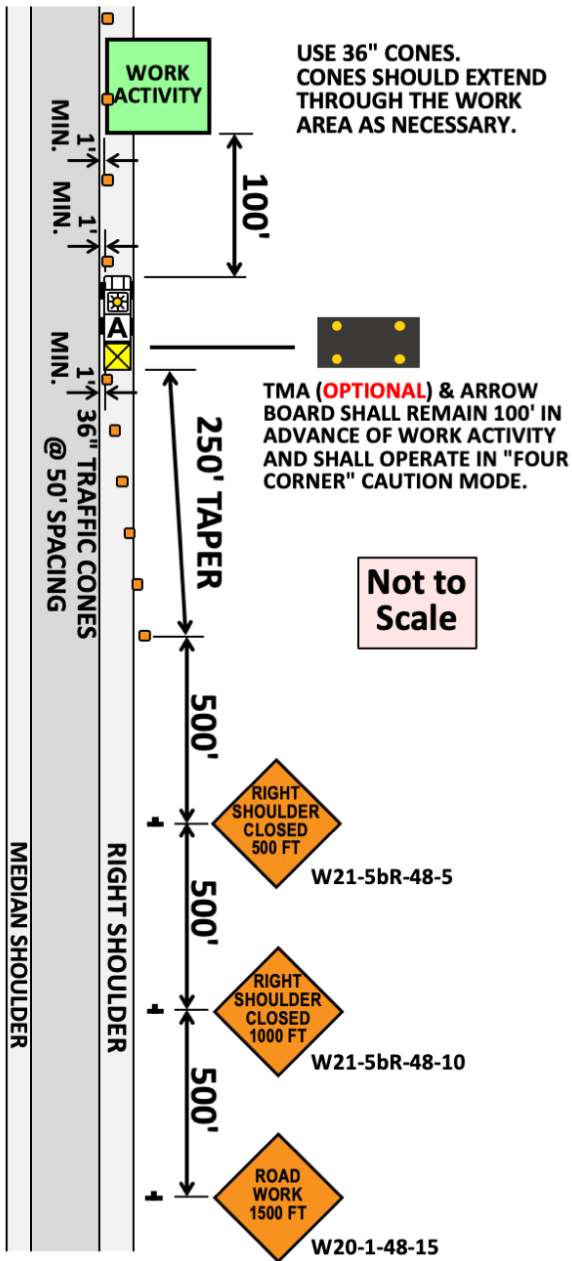 WORK
ACTIVITY
USE 36" CONES.
CONES SHOULD EXTEND
THROUGH THE WORK
AREA AS NECESSARY.
1'
MIN.
100'
1'
MIN.
A
TMA (OPTIONAL) & ARROW
BOARD SHALL REMAIN 100' IN
ADVANCE OF WORK ACTIVITY
AND SHALL OPERATE IN "FOUR
CORNER" CAUTION MODE.
1'
MIN.
36" TRAFFIC CONES
@ 50' SPACING
250' TAPER
Not to
Scale
500'
RIGHT
SHOULDER
CLOSED
500 FT
W21-5bR-48-5
MEDIAN SHOULDER
RIGHT SHOULDER
500'
RIGHT
SHOULDER
CLOSED
1000 FT
W21-5bR-48-10
500'
ROAD
WORK
1500 FT
W20-1-48-15